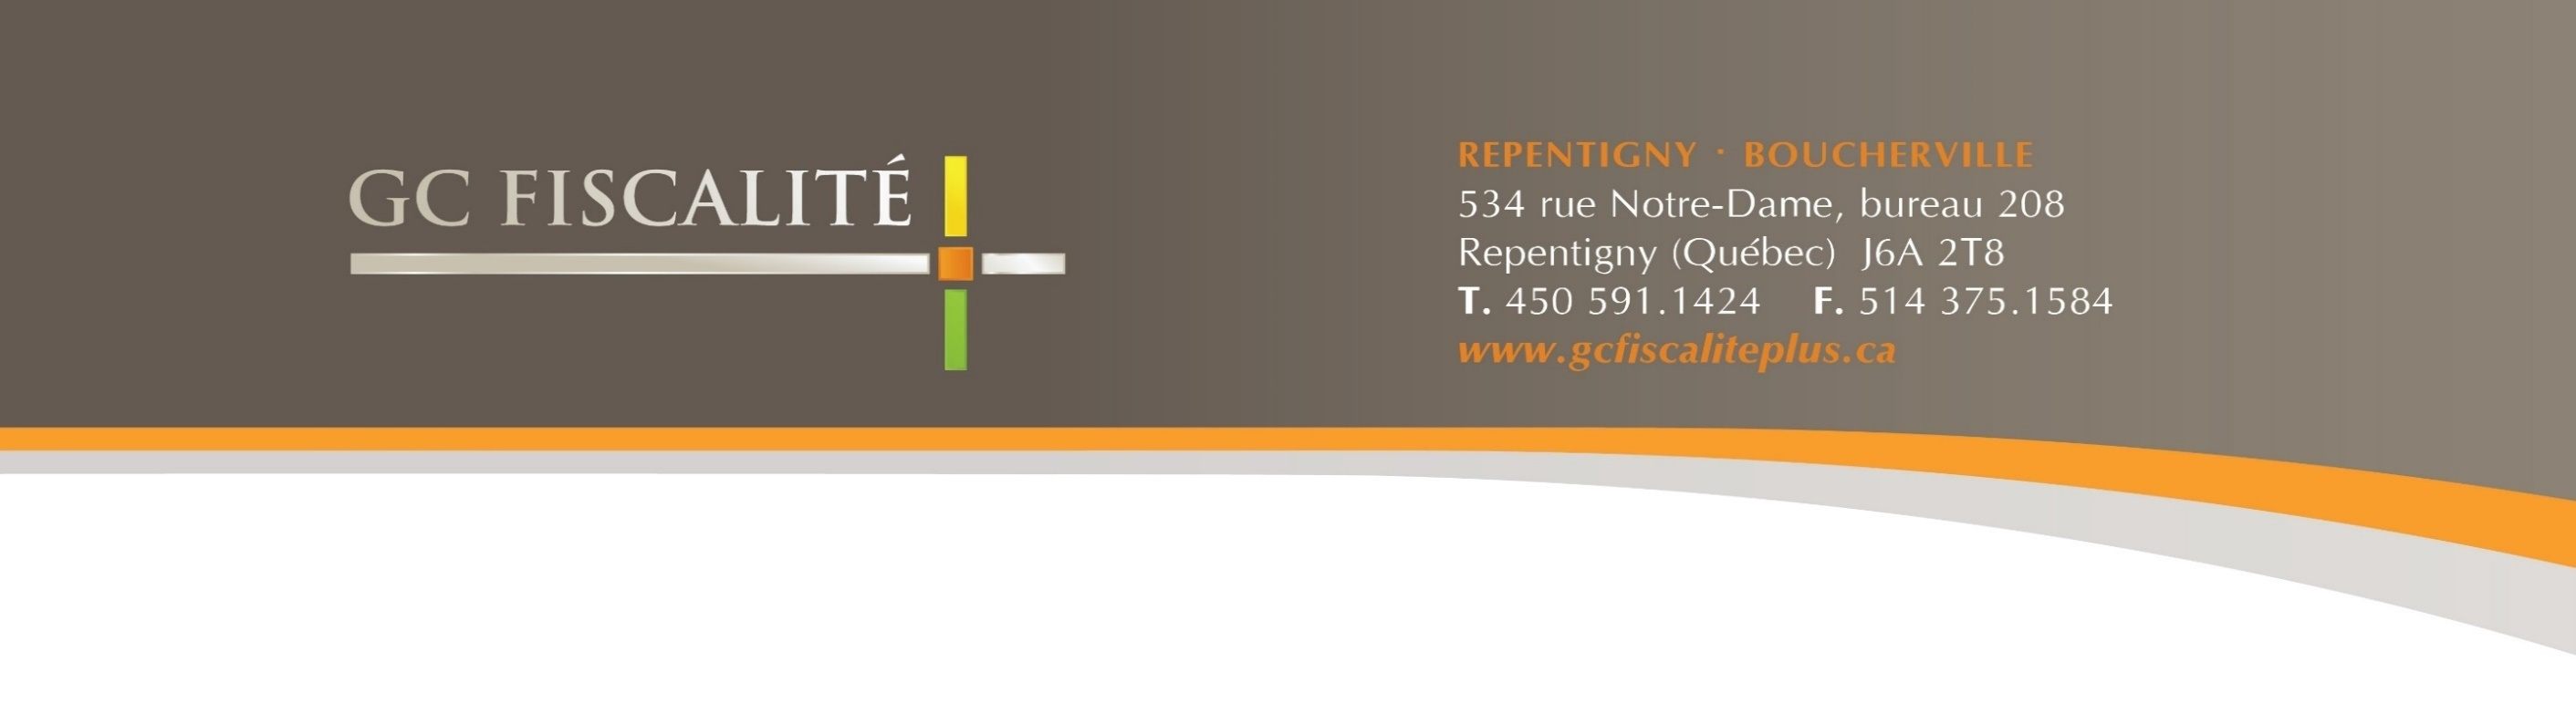 GC FISCALITÉ
REPENTIGNY · BOUCHERVILLE
534 rue Notre-Dame, bureau 208
Repentigny (Québec) J6A 2T8
T. 450 591.1424 F. 514 375.1584
www.gcfiscaliteplus.ca